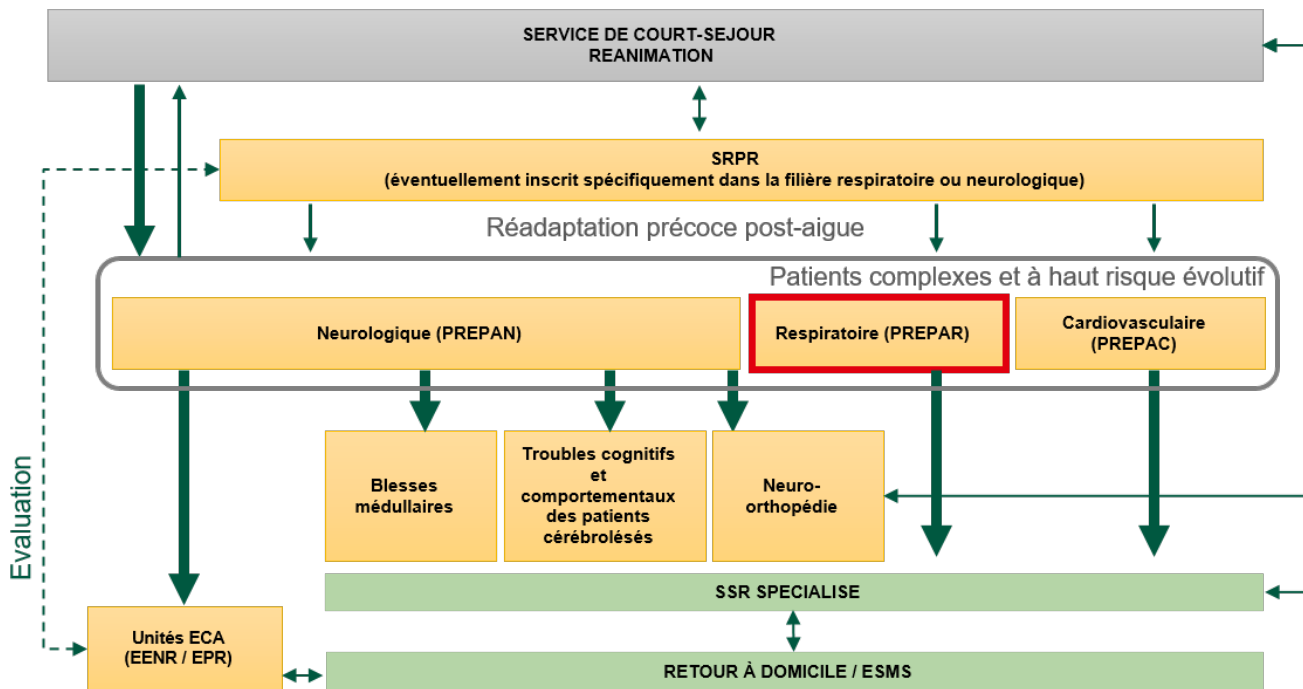 SERVICE DE COURT-SEJOUR
REANIMATION
SRPR
(éventuellement inscrit spécifiquement dans la filière respiratoire ou neurologique)
Réadaptation précoce post-aigue
Patients complexes et à haut risque évolutif
Neurologique (PREPAN)
Respiratoire (PREPAR)
Cardiovasculaire
(PREPAC)
Blesses
médullaires
Troubles cognitifs
et
comportementaux
des patients
cérébrolésés
Neuro-
orthopédie
Evaluation
SSR SPECIALISE
Unités ECA
(EENR / EPR)
RETOUR À DOMICILE / ESMS